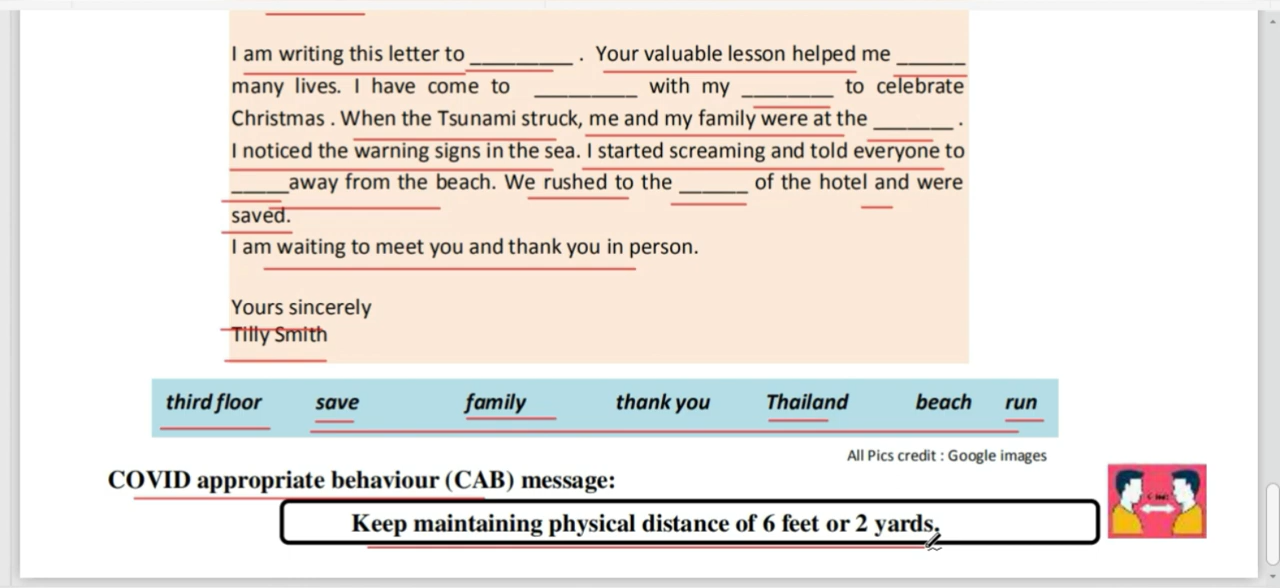 I am writing this letter to _________ . Your valuable lesson helped me ______
many lives. I have come to _________ with my ________ to celebrate
Christmas . When the Tsunami struck, me and my family were at the _______ .
I noticed the warning signs in the sea. I started screaming and told everyone to
_____away from the beach. We rushed to the ______ of the hotel and were
saved.
I am waiting to meet you and thank you in person.
Yours sincerely
Tilly Smith
third floor save family thank you Thailand beach run
All Pics credit : Google images
COVID appropriate behaviour (CAB) message:
Keep maintaining physical distance of 6 feet or 2 yards.